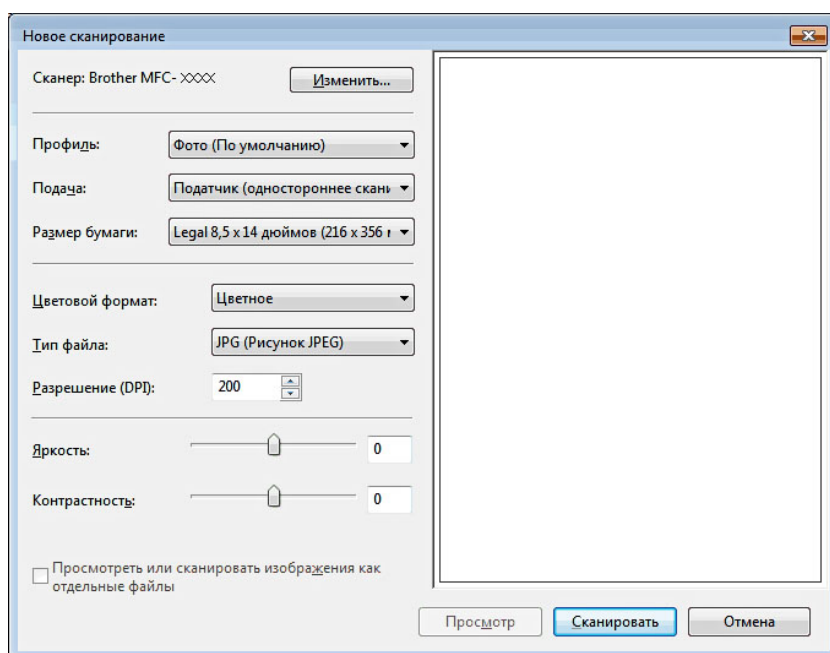 Новое сканирование
Сканер: Brother MFC- XXXX
Изменить...
Профиль: Фото (По умолчанию)
Подача: Податчик (одностороннее скани
Размер бумаги: Legal 8,5 x 14 дюймов (216 x 356 г
Цветовой формат: Цветное
Тип файла: JPG (Рисунок JPEG)
Разрешение (DPI): 200
Яркость: 0
Контрастность: 0
Просмотреть или сканировать изображения как
отдельные файлы
Просмотр Сканировать Отмена